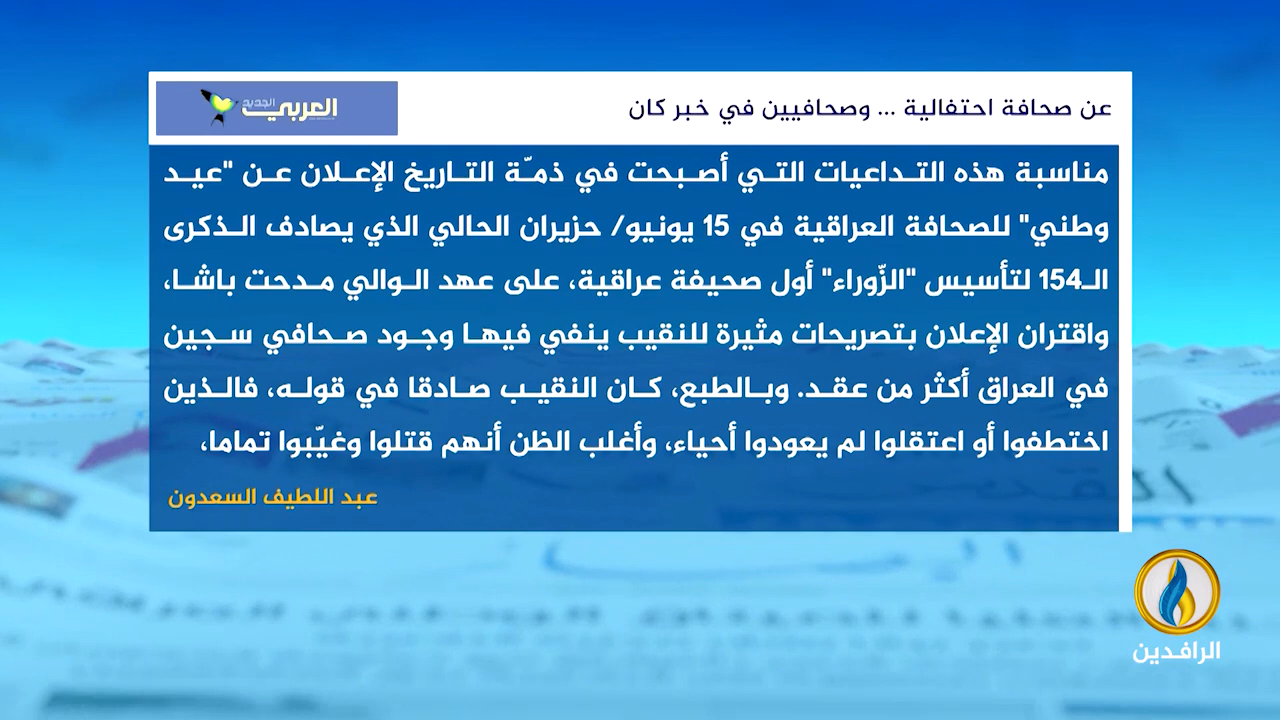 عن صحافة احتفالية ... وصحافيين في خبر كان
العربي الجديد
مناسبة هذه التداعيات التي أصبحت في ذمّة التاريخ الإعلان عن "عيد
وطني" للصحافة العراقية في 15 يونيو/ حزيران الحالي الذي يصادف الذكرى
الـ154 لتأسيس "الزّوراء" أول صحيفة عراقية، على عهد الوالي مدحت باشا،
واقتران الإعلان بتصريحات مثيرة للنقيب ينفي فيها وجود صحافي سجين
في العراق أكثر من عقد. وبالطبع، كان النقيب صادقا في قوله، فالذين
اختطفوا أو اعتقلوا لم يعودوا أحياء، وأغلب الظن أنهم قتلوا وغيّبوا تماما،
عبد اللطيف السعدون
الرافدين